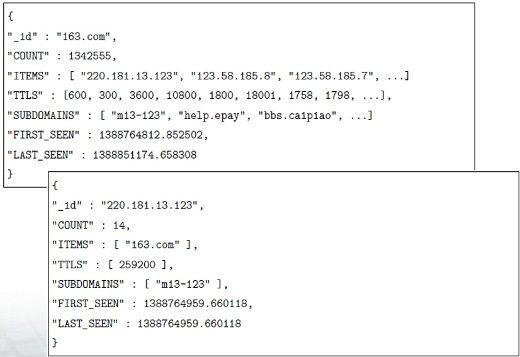 {
"_id" : "163.com",
"COUNT" : 1342555,
"ITEMS" : [ "220.181.13.123", "123.58.185.8", "123.58.185.7", ...]
"TTLS" : [600, 300, 3600, 10800, 1800, 18001, 1758, 1798, ...],
"SUBDOMAINS" : [ "m13-123", "help.epay", "bbs.caipiao", ...]
"FIRST_SEEN" : 1388764812.852502,
"LAST_SEEN" : 1388851174.658308
}
{
"_id" : "220.181.13.123",
"COUNT" : 14,
"ITEMS" : [ "163.com" ],
"TTLS" : [ 259200 ],
"SUBDOMAINS" : [ "m13-123" ],
"FIRST_SEEN" : 1388764959.660118,
"LAST_SEEN" : 1388764959.660118
}